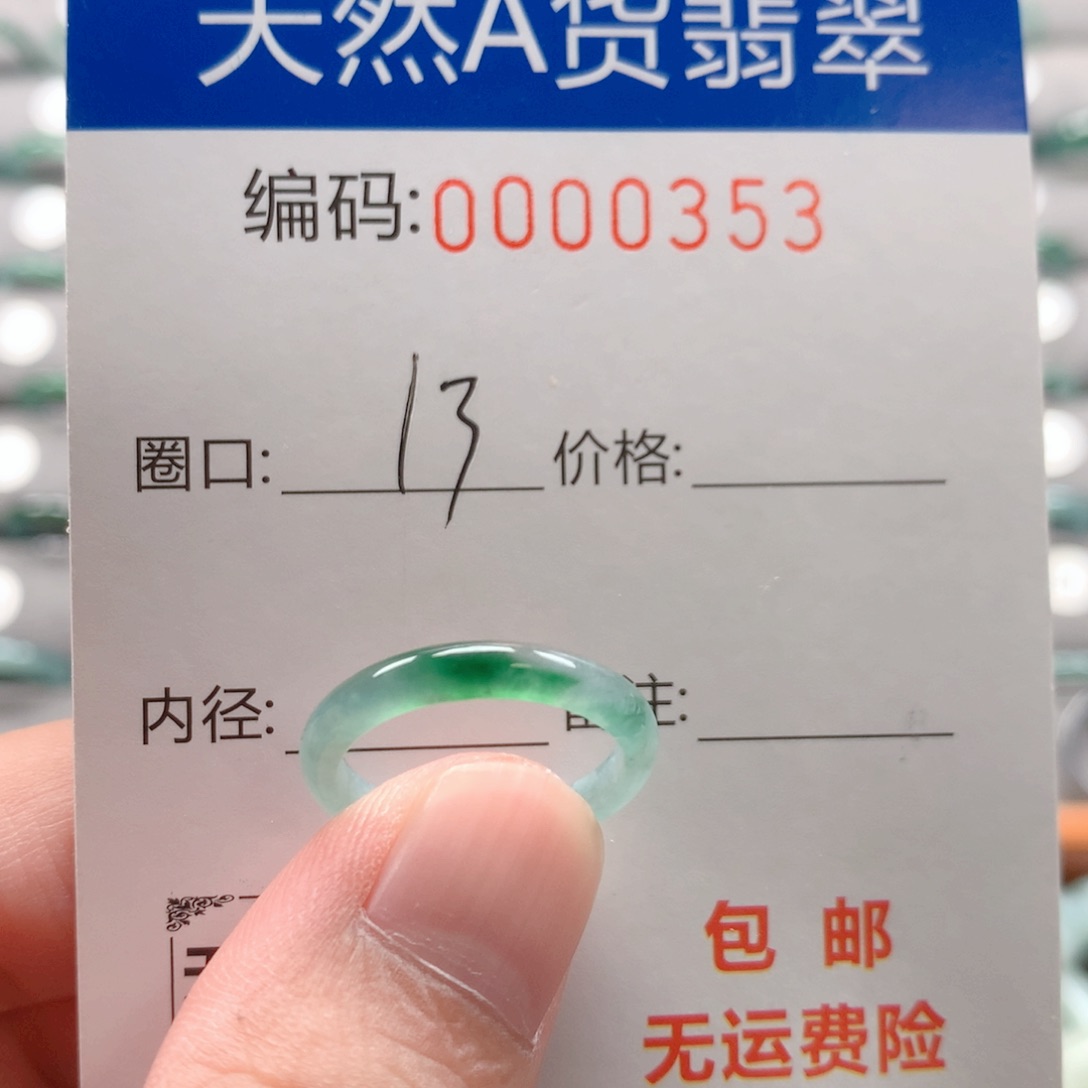 天然A货翡翠
编码:0000353
圈口: 13 价格:
内径: 注:
包 邮
无运费险